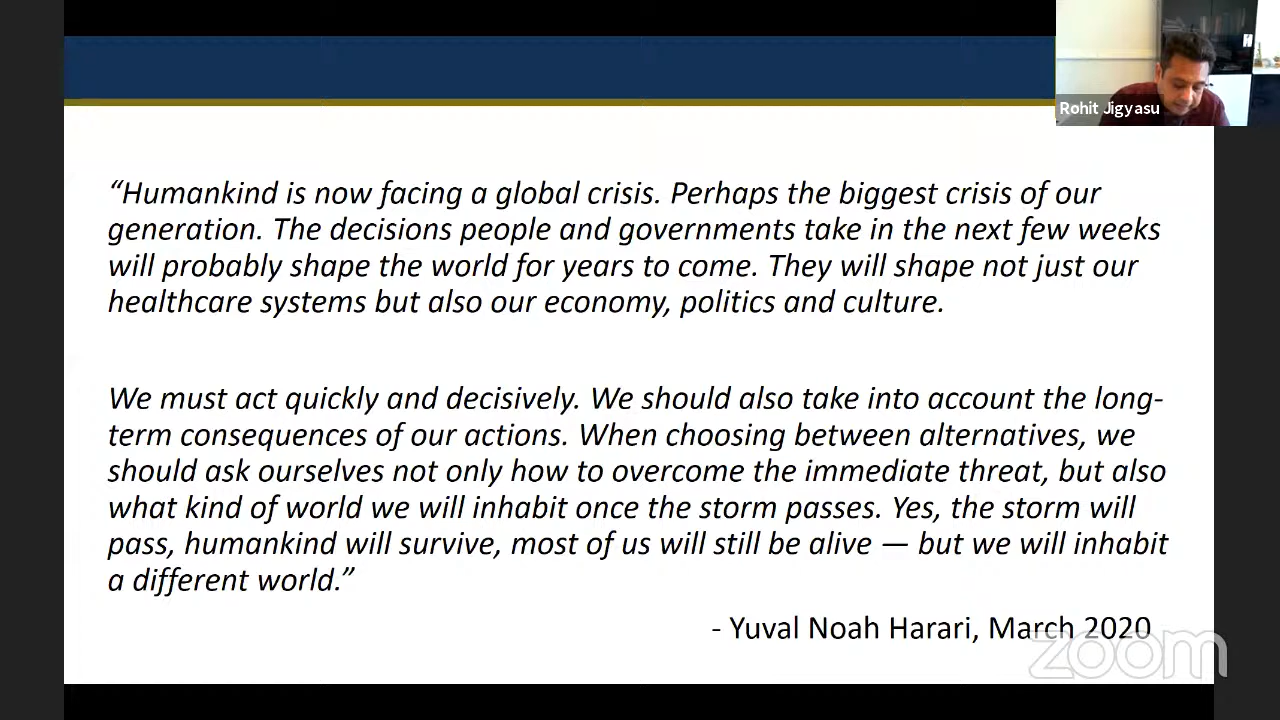 Rohit Jigyasu
“Humankind is now facing a global crisis. Perhaps the biggest crisis of our
generation. The decisions people and governments take in the next few weeks
will probably shape the world for years to come. They will shape not just our
healthcare systems but also our economy, politics and culture.
We must act quickly and decisively. We should also take into account the long-
term consequences of our actions. When choosing between alternatives, we
should ask ourselves not only how to overcome the immediate threat, but also
what kind of world we will inhabit once the storm passes. Yes, the storm will
pass, humankind will survive, most of us will still be alive — but we will inhabit
a different world.”
- Yuval Noah Harari, March 2020
zoom